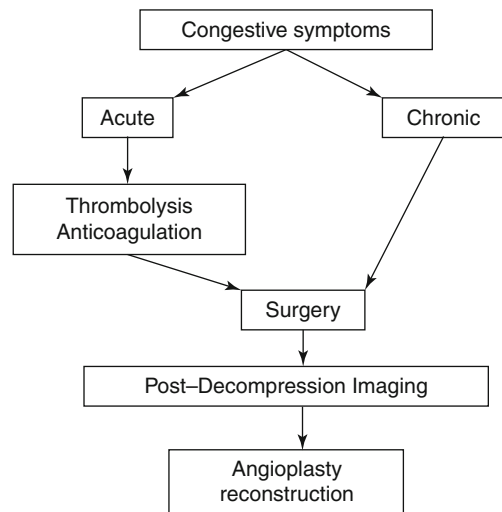 Congestive symptoms
Acute
Chronic
Thrombolysis
Anticoagulation
Surgery
Post–Decompression Imaging
Angioplasty
reconstruction